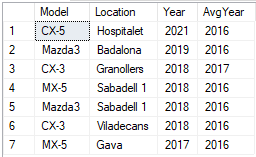 Model Location Year AvgYear
1 CX-5 Hospitalet 2021 2016
2 Mazda3 Badalona 2019 2016
3 CX-3 Granollers 2018 2017
4 MX-5 Sabadell 1 2018 2016
5 Mazda3 Sabadell 1 2018 2016
6 CX-3 Viladecans 2018 2016
7 MX-5 Gava 2017 2016